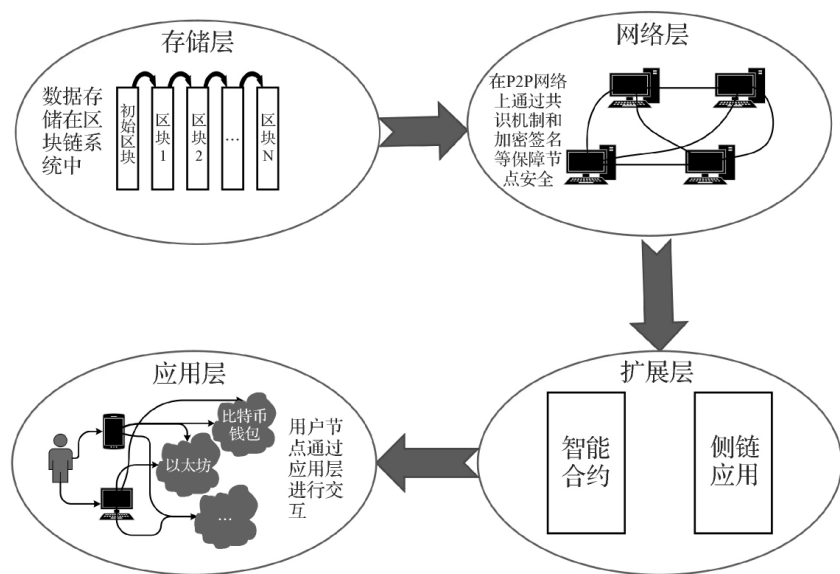 存储层
数据存
储在区
块链系
统中
初始区块
区块1
区块2
…
区块N
网络层
在P2P网络
上通过共
识机制和
加密签名
等保障节
点安全
应用层
比特币
钱包
以太坊
…
用户节
点通过
应用层
进行交
互
扩展层
智能
合约
侧链
应用